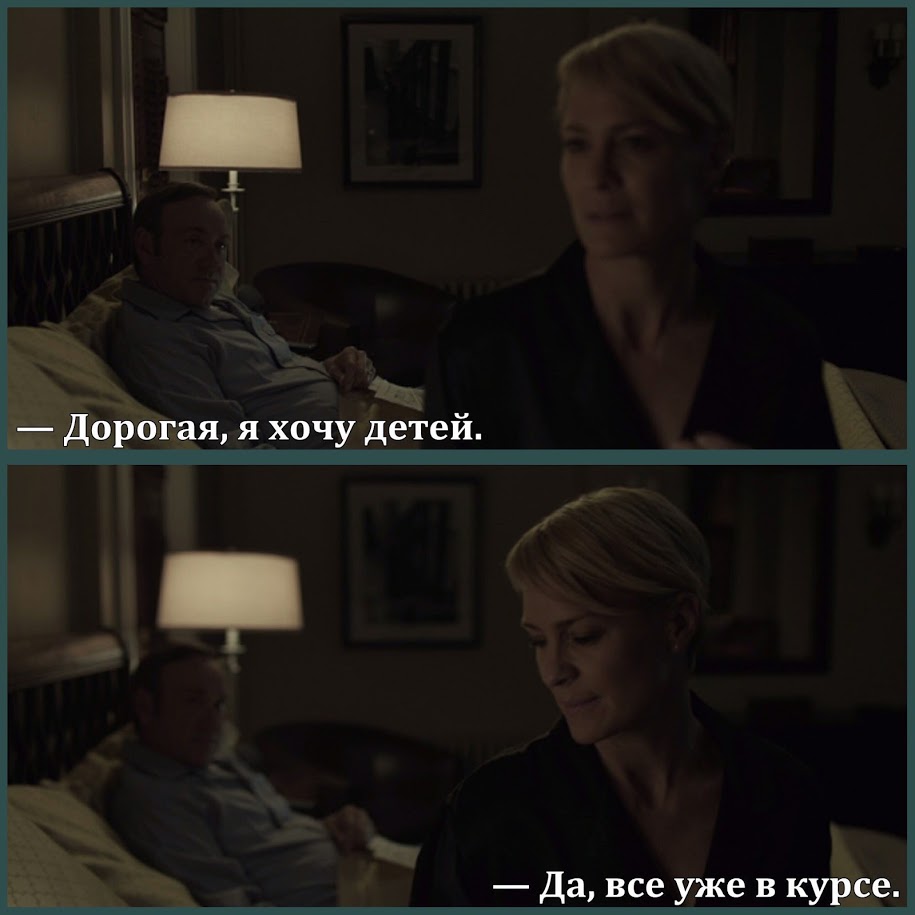 — Дорогая, я хочу детей.
— Да, все уже в курсе.